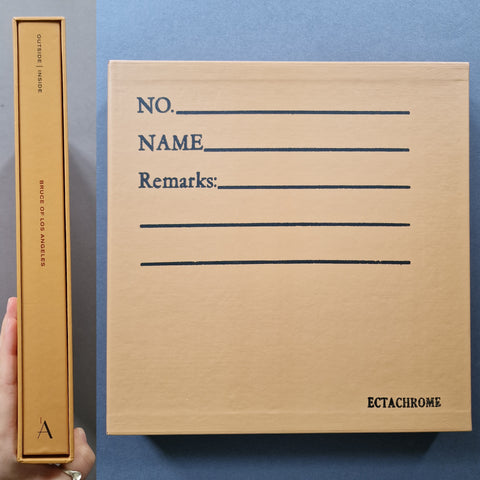 OUTSIDE | INSIDE
BRUCE OF LOS ANGELES
A
NO.
NAME
Remarks:
ECTACHROME